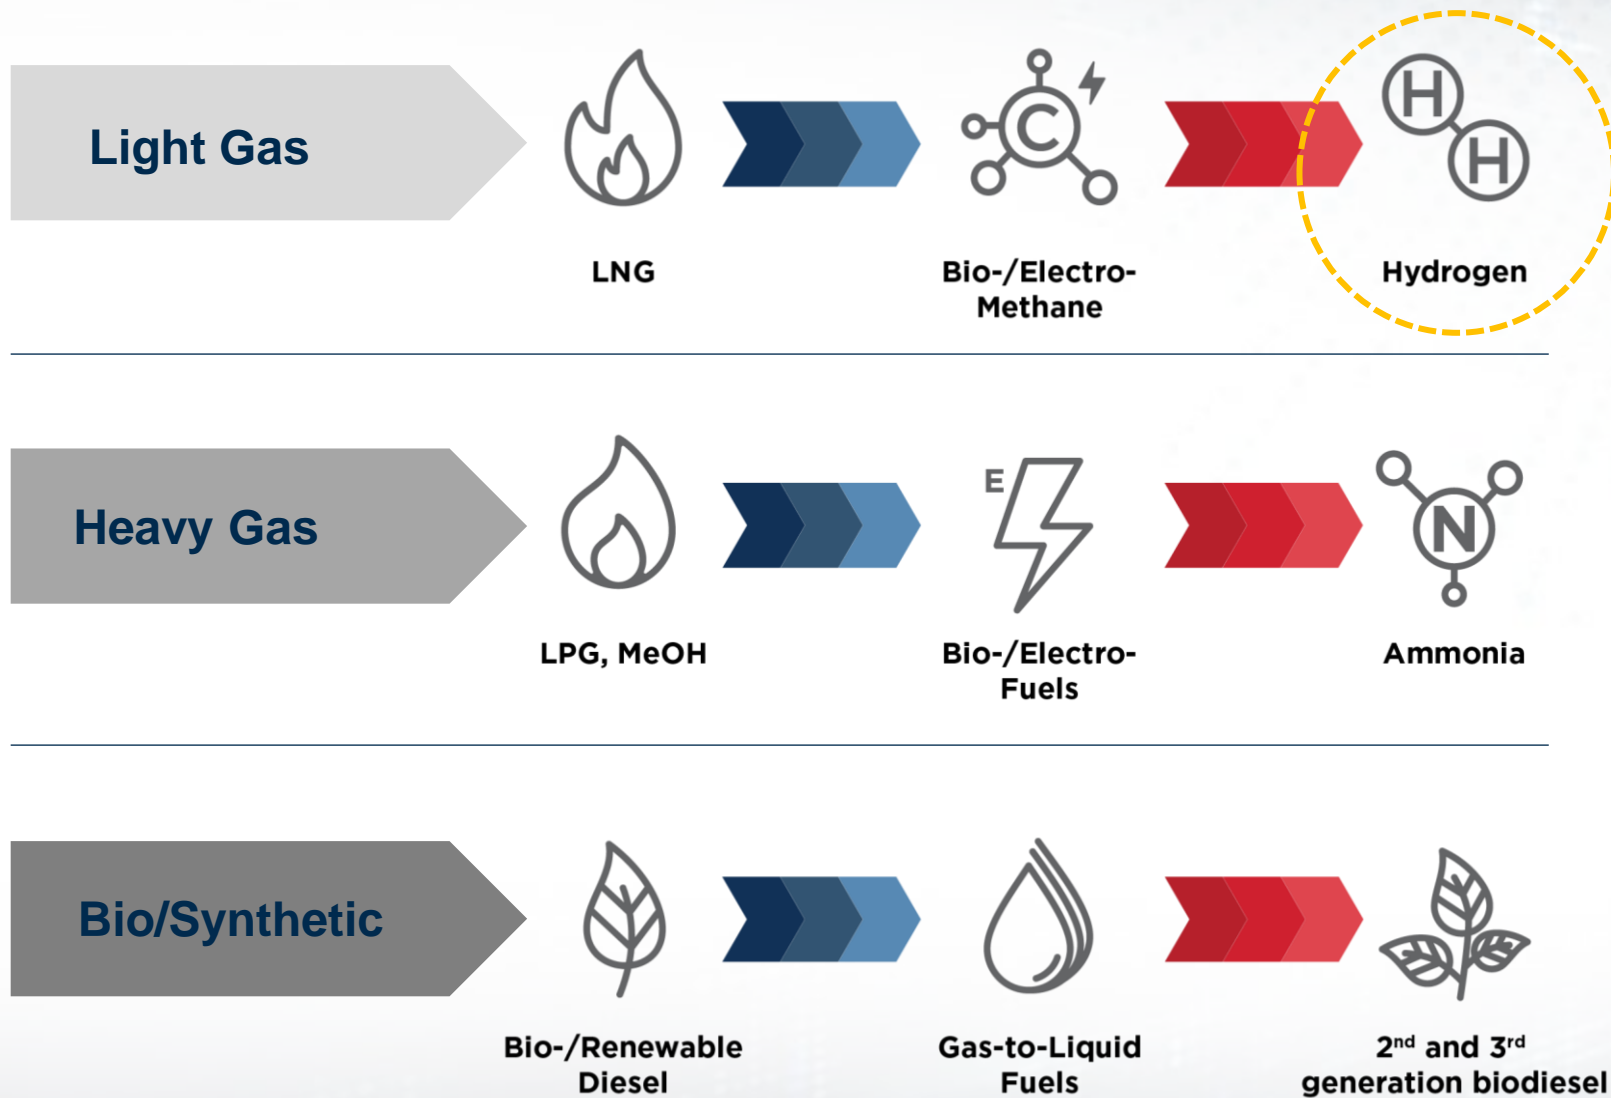 Light Gas
C
H
H
LNG
Bio-/Electro-
Methane
Hydrogen
Heavy Gas
E
N
LPG, MeOH
Bio-/Electro-
Fuels
Ammonia
Bio/Synthetic
Bio-/Renewable
Diesel
Gas-to-Liquid
Fuels
2nd and 3rd
generation biodiesel